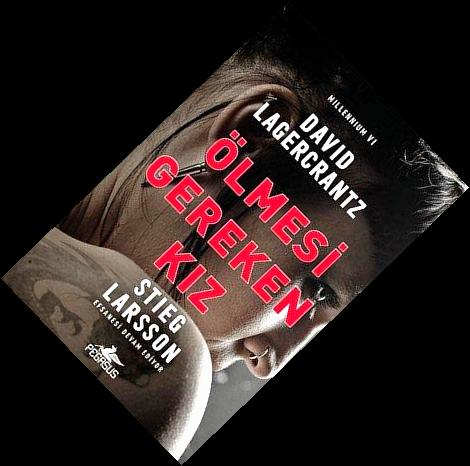 MILLENNIUM VI
DAVID
LAGERCRANTZ
ÖLMESİ
GEREKEN
KIZ
STIEG
LARSSON
EFSANESİ DEVAM EDİYOR
PEGASUS